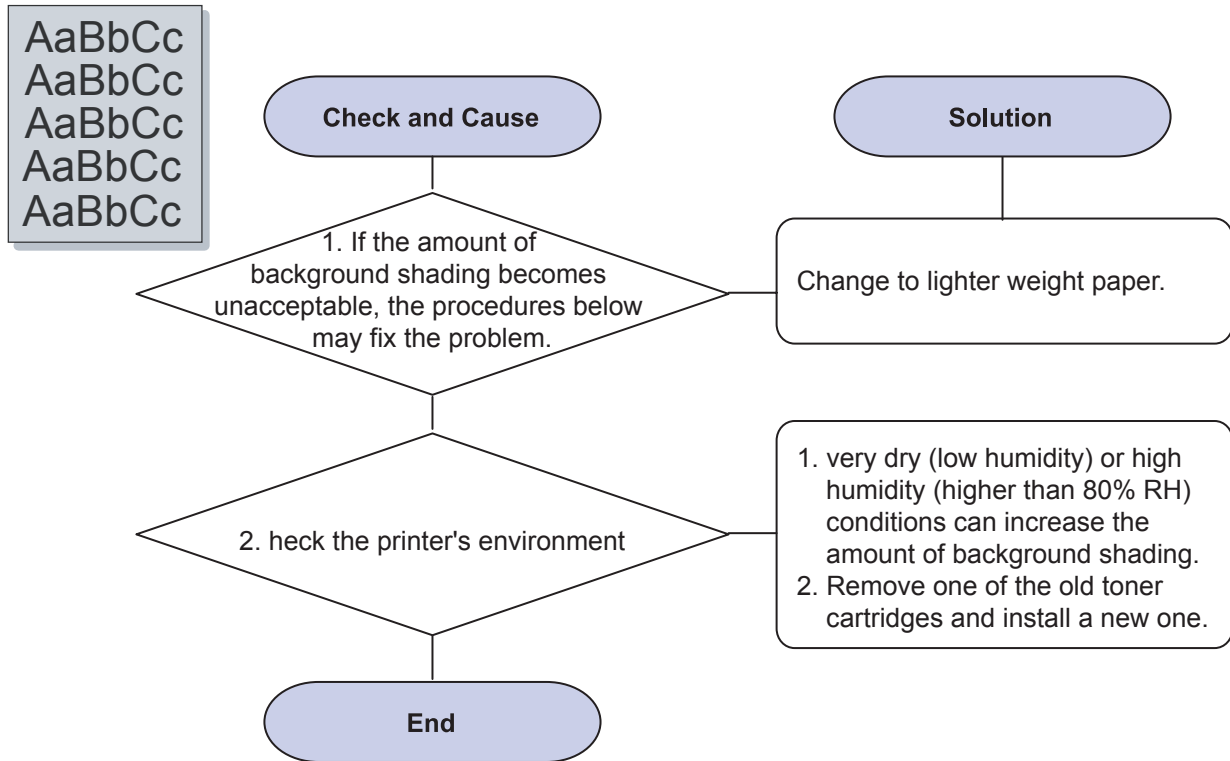 AaBbCc
AaBbCc
AaBbCc
AaBbCc
AaBbCc
Check and Cause
Solution
1. If the amount of
background shading becomes
unacceptable, the procedures below
may fix the problem.
Change to lighter weight paper.
2. heck the printer's environment
1. very dry (low humidity) or high
humidity (higher than 80% RH)
conditions can increase the
amount of background shading.
2. Remove one of the old toner
cartridges and install a new one.
End